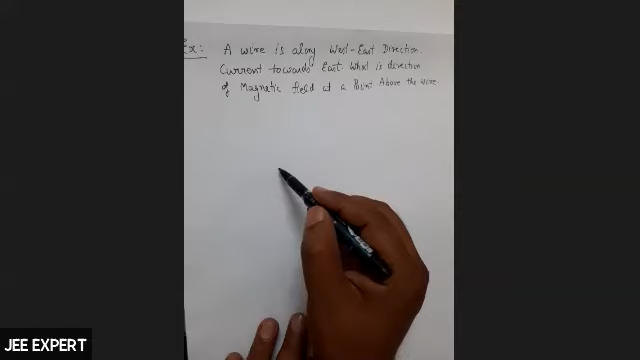 Ex: A wire is along West-East Direction.
Current towards East. What is direction
of Magnetic field at a Point Above the wire
JEE EXPERT